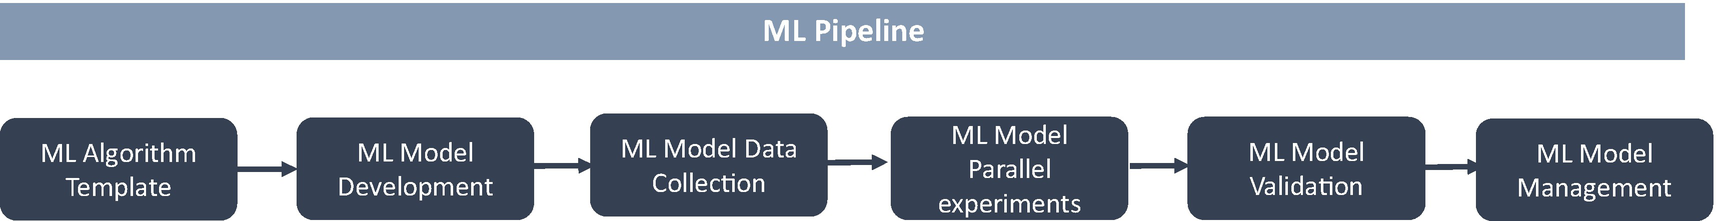 ML Pipeline
ML Algorithm
Template
ML Model
Development
ML Model Data
Collection
ML Model
Parallel
experiments
ML Model
Validation
ML Model
Management